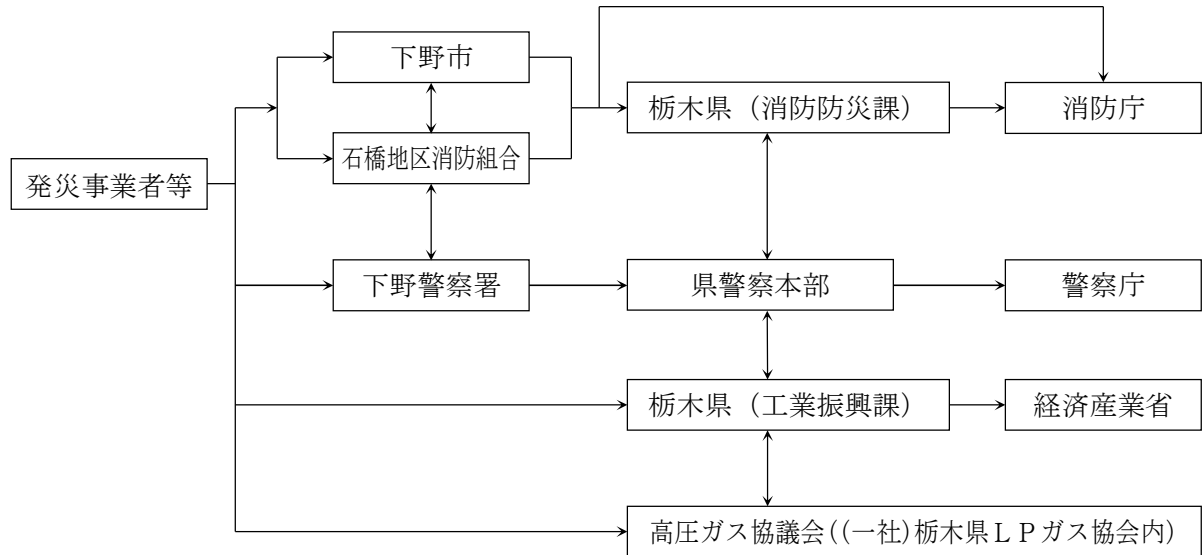 下野市
栃木県（消防防災課）
消防庁
石橋地区消防組合
発災事業者等
下野警察署
県警察本部
警察庁
栃木県（工業振興課）
経済産業省
高圧ガス協議会((一社)栃木県ＬＰガス協会内)